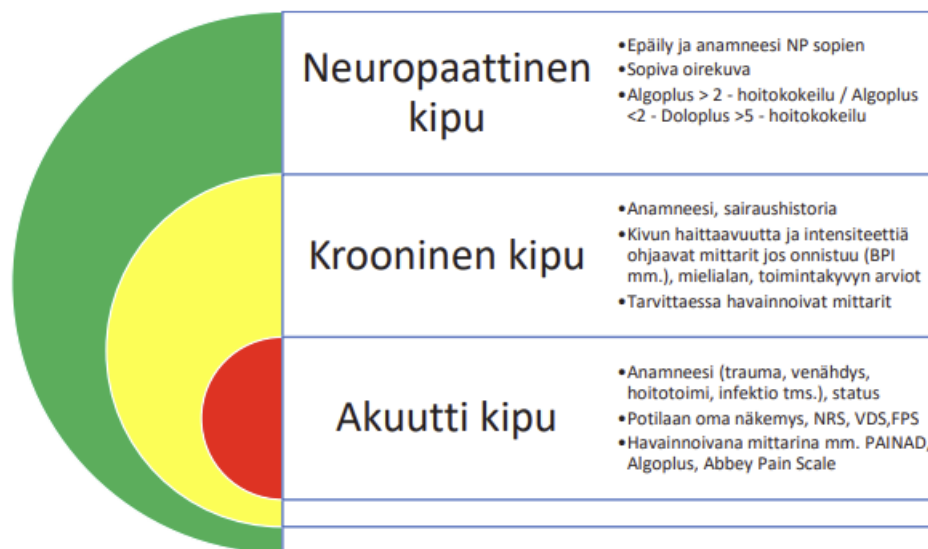 Neuropaattinen
kipu
•Epäily ja anamneesi NP sopien
•Sopiva oirekuva
•Algoplus > 2 - hoitokokeilu / Algoplus
<2 - Doloplus >5 - hoitokokeilu
Krooninen kipu
•Anamneesi, sairaushistoria
•Kivun haittaavuutta ja intensiteettiä
ohjaavat mittarit jos onnistuu (BPI
mm.), mielialan, toimintakyvyn arviot
•Tarvittaessa havainnoivat mittarit
Akuutti kipu
•Anamneesi (trauma, venähdys,
hoitotoimi, infektio tms.), status
•Potilaan oma näkemys, NRS, VDS,FPS
•Havainnoivana mittarina mm. PAINAD,
Algoplus, Abbey Pain Scale